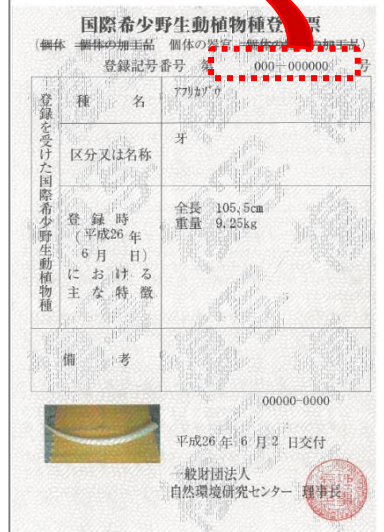 国際希少野生動植物種登 票
(個体 個体の加工品 個体の器官 の加工品)
登録記号番号 第 000-000000 号
登録を受けた国際希少野生動植物種
種 名
アフリカゾウ
区分又は名称
牙
登録時
(平成26年
6月 日)
における
主な特徴
全長 105.5cm
重量 9.25kg
備 考
00000-0000
平成26年 6月 2 日交付
一般財団法人
自然環境研究センター 理事長